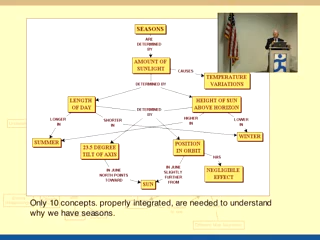 SEASONS
ARE
DETERMINED
BY
AMOUNT OF
SUNLIGHT
CAUSES
TEMPERATURE
VARIATIONS
DETERMINED BY
LENGTH
OF DAY
HEIGHT OF SUN
ABOVE HORIZON
LONGER
IN
SHORTER
IN
DETERMINED
BY
HIGHER
IN
LOWER
IN
SUMMER
WINTER
23.5 DEGREE
TILT OF AXIS
POSITION
IN ORBIT
HAS
IN JUNE
NORTH POINTS
TOWARD
IN JUNE
SLIGHTLY
FURTHER
FROM
NEGLIGIBLE
EFFECT
SUN
Only 10 concepts. properly integrated, are needed to understand
why we have seasons.